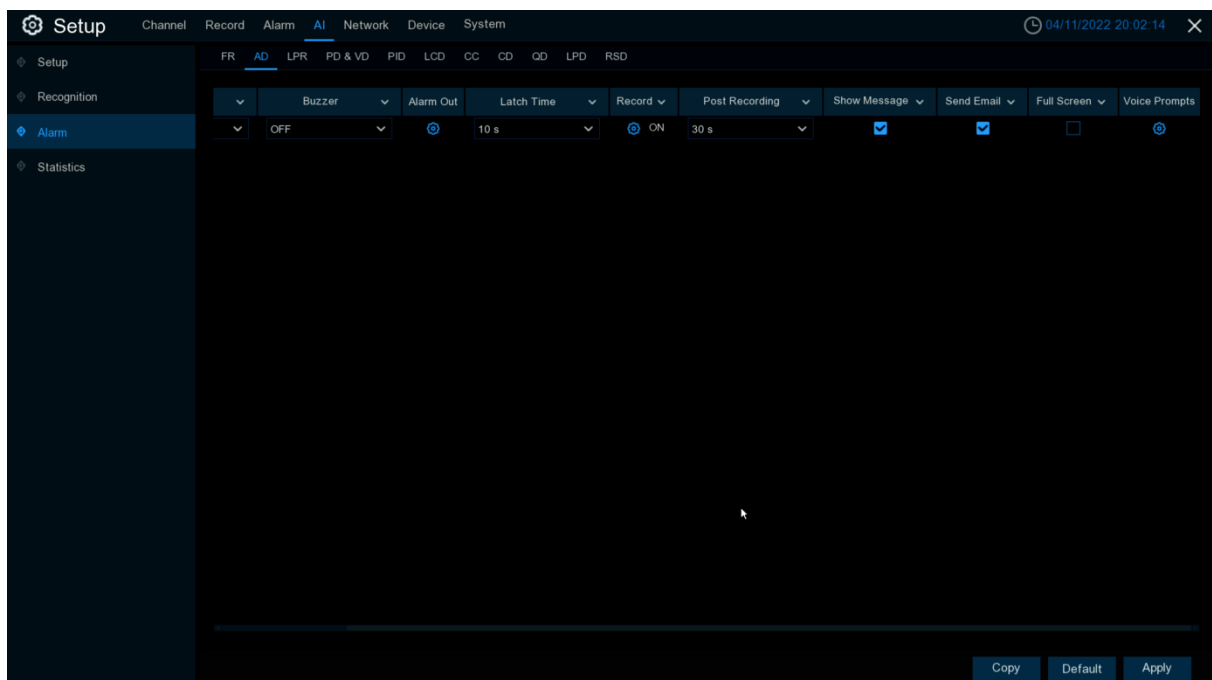 Setup Channel Record Alarm AI Network Device System 04/11/2022 20:02:14
Setup
Recognition
Alarm
Statistics
FR AD LPR PD & VD PID LCD CC CD QD LPD RSD
Buzzer Alarm Out Latch Time Record Post Recording Show Message Send Email Full Screen Voice Prompts
OFF 10 s ON 30 s
Copy Default Apply